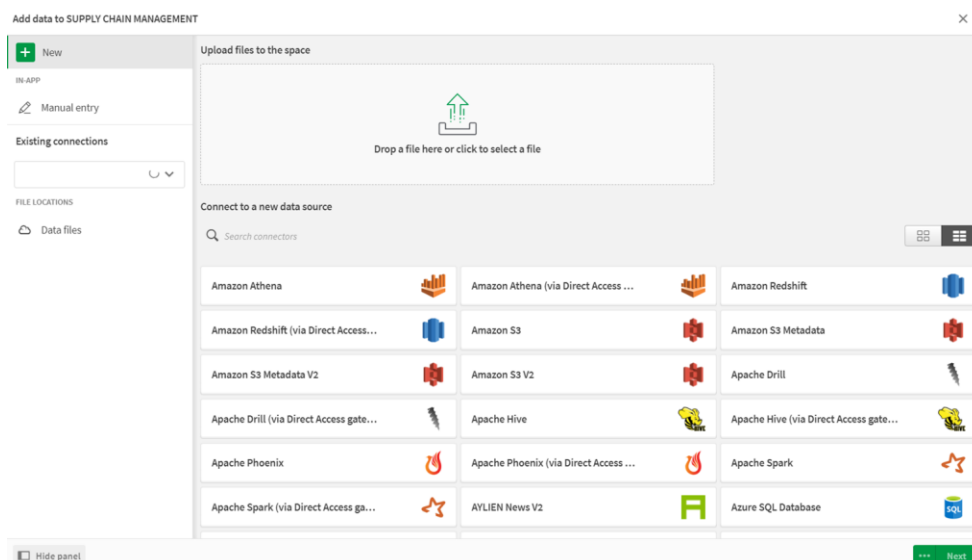 Add data to SUPPLY CHAIN MANAGEMENT
New
IN-APP
Manual entry
Existing connections
FILE LOCATIONS
Data files
Upload files to the space
Drop a file here or click to select a file
Connect to a new data source
Search connectors
Amazon Athena
Amazon Athena (via Direct Access ...
Amazon Redshift
Amazon Redshift (via Direct Access...
Amazon S3
Amazon S3 Metadata
Amazon S3 Metadata V2
Amazon S3 V2
Apache Drill
Apache Drill (via Direct Access gate...
Apache Hive
Apache Hive (via Direct Access gate...
Apache Phoenix
Apache Phoenix (via Direct Access ...
Apache Spark
Apache Spark (via Direct Access ga...
AYLIEN News V2
Azure SQL Database
SQL
Hide panel
Next